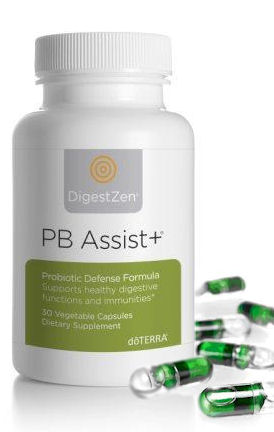 DigestZen®
PB Assist+®
Probiotic Defense Formula
Supports healthy digestive
functions and immunities*
30 Vegetable Capsules
Dietary Supplement
dōTERRA®